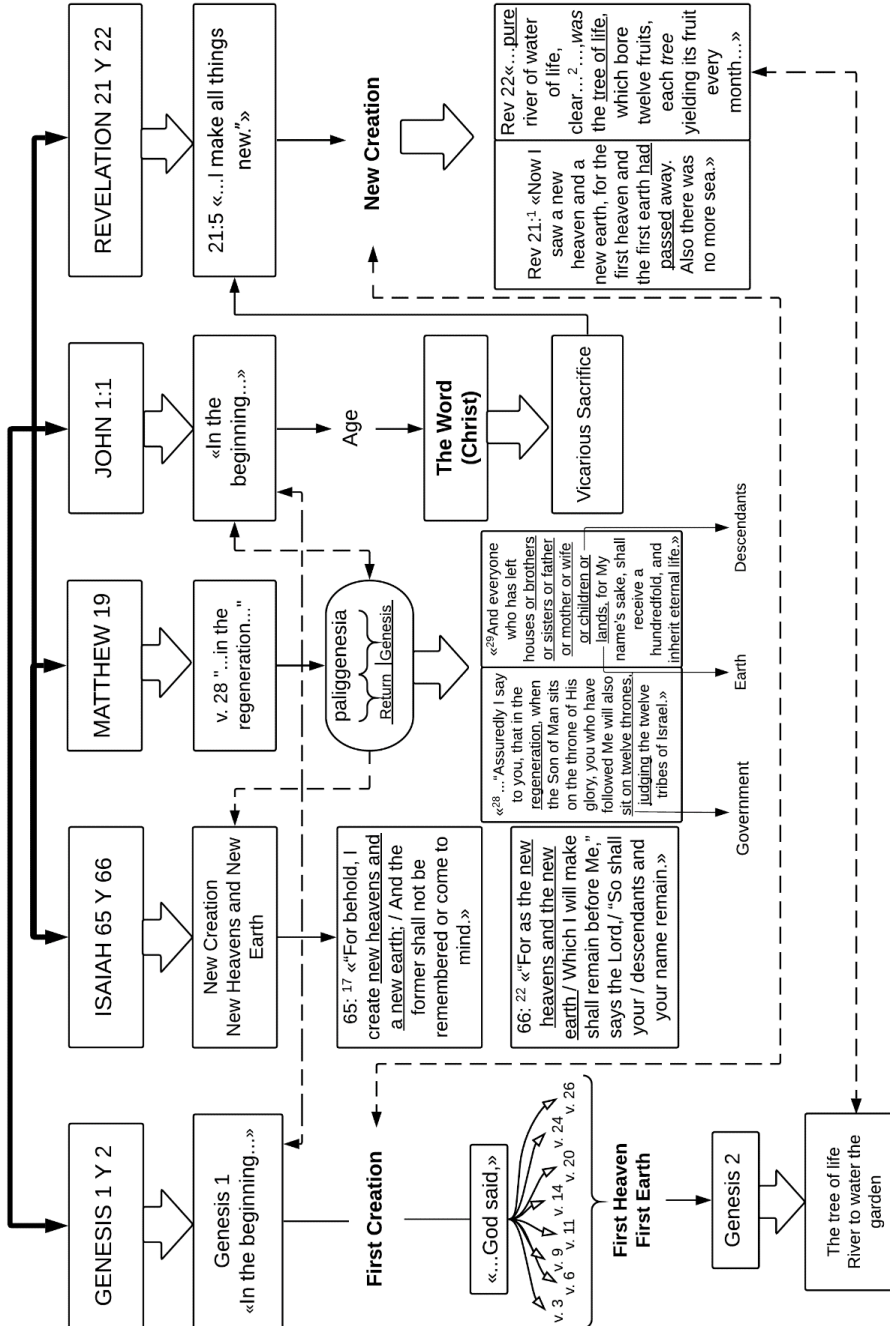 GENESIS 1 Y 2
Genesis 1
«In the beginning...»
First Creation
«...God said,»
v. 3
v. 6
v. 9
v. 11
v. 14
v. 20
v. 24
v. 26
First Heaven
First Earth
Genesis 2
The tree of life
River to water the
garden
ISAIAH 65 Y 66
New Creation
New Heavens and New
Earth
65: 17 «“For behold, I
create new heavens and
a new earth; / And the
former shall not be
remembered or come to
mind.»
66: 22 «“For as the new
heavens and the new
earth / Which I will make
shall remain before Me,”
says the Lord,/ “So shall
your / descendants and
your name remain.»
MATTHEW 19
v. 28 "...in the
regeneration..."
paliggenesia
Return
Genesis
«28 ..."Assuredly I say
to you, that in the
regeneration, when
the Son of Man sits
on the throne of His
glory, you who have
followed Me will also
sit on twelve thrones,
judging the twelve
tribes of Israel.»
«29And everyone
who has left
houses or brothers
or sisters or father
or mother or wife
or children or
lands, for My
name's sake, shall
receive a
hundredfold, and
inherit eternal life.»
Government
Earth
Descendants
JOHN 1:1
«In the
beginning...»
Age
The Word
(Christ)
Vicarious Sacrifice
REVELATION 21 Y 22
21:5 «...I make all things
new.”»
New Creation
Rev 21:1 «Now I
saw a new
heaven and a
new earth, for the
first heaven and
the first earth had
passed away.
Also there was
no more sea.»
Rev 22«...pure
river of water
of life,
clear...2...,was
the tree of life,
which bore
twelve fruits,
each tree
yielding its fruit
every
month...»